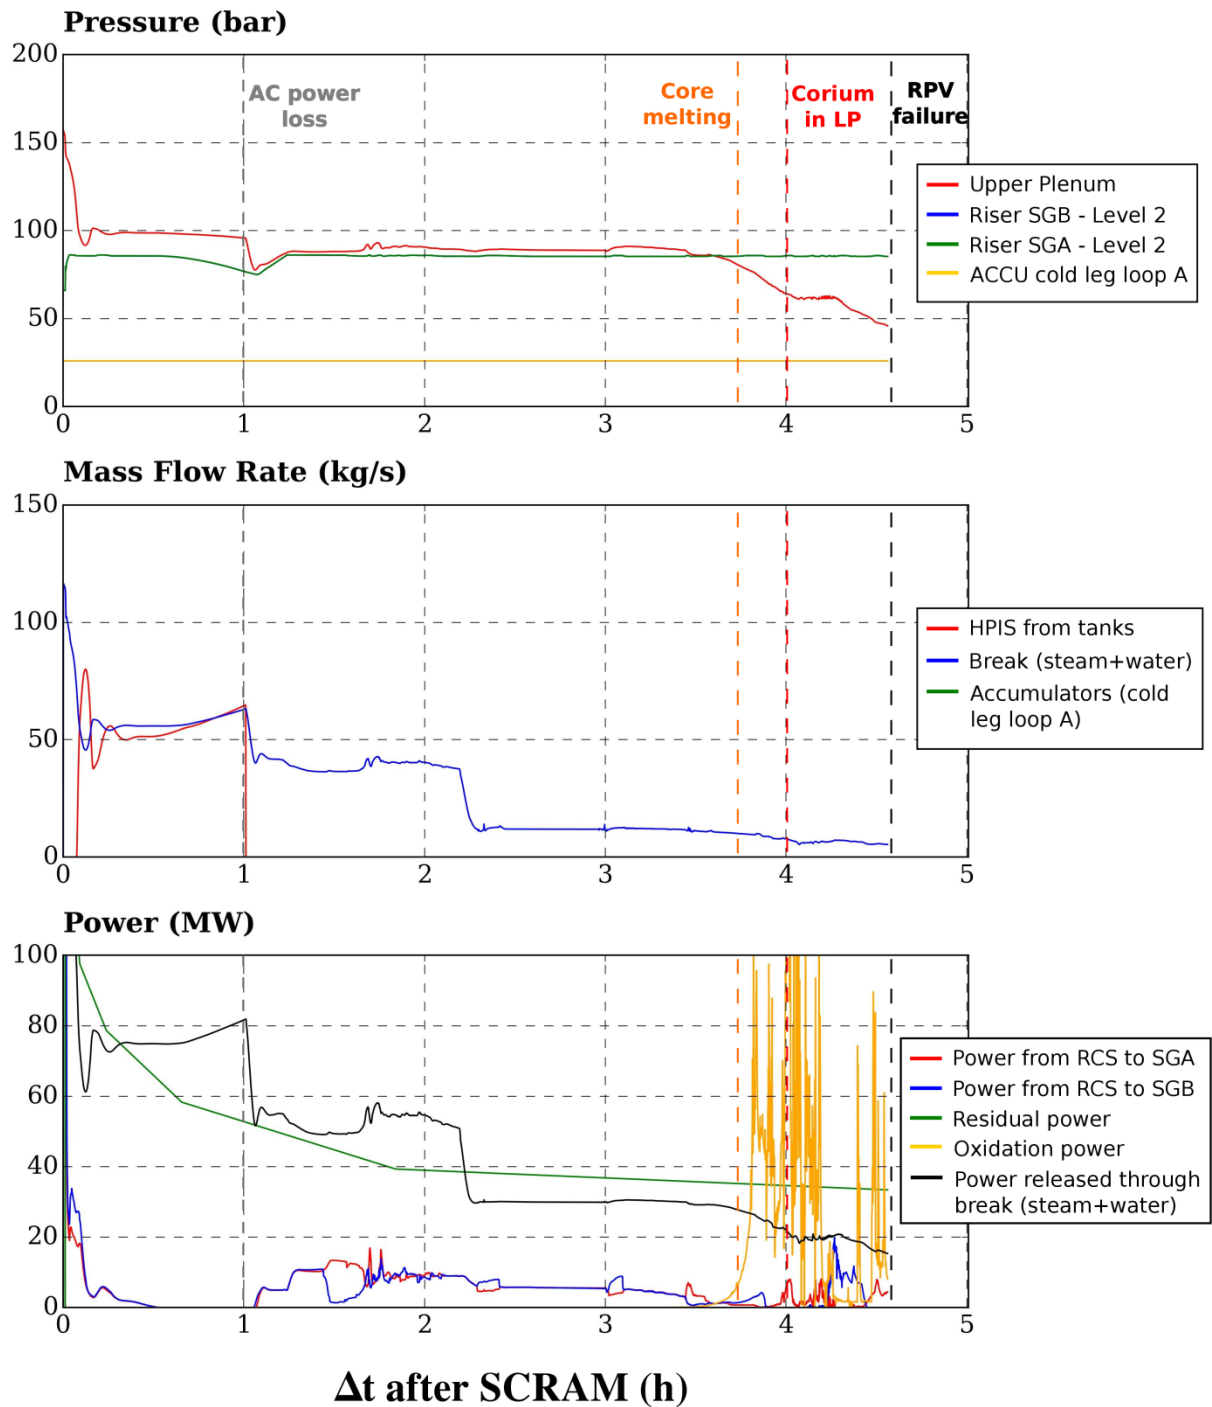 Pressure (bar)
200
150
100
50
0
AC power
loss
Core
melting
Corium
in LP
RPV
failure
Upper Plenum
Riser SGB - Level 2
Riser SGA - Level 2
ACCU cold leg loop A
0 1 2 3 4 5
Mass Flow Rate (kg/s)
150
100
50
0
HPIS from tanks
Break (steam+water)
Accumulators (cold
leg loop A)
0 1 2 3 4 5
Power (MW)
100
80
60
40
20
0
Power from RCS to SGA
Power from RCS to SGB
Residual power
Oxidation power
Power released through
break (steam+water)
0 1 2 3 4 5
Δt after SCRAM (h)